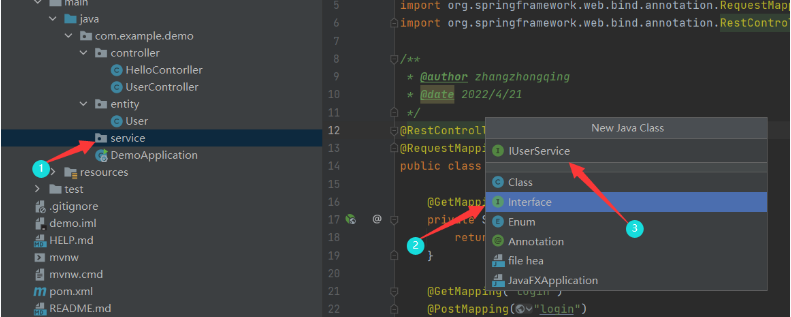 main
java
com.example.demo
controller
HelloContorller
UserController
entity
User
service
DemoApplication
resources
test
.gitignore
demo.iml
HELP.md
mvnw
mvnw.cmd
pom.xml
README.md
1
5 import org.springframework.web.bind.annotation.RequestMapp
6 import org.springframework.web.bind.annotation.RestControl
7
8 /**
9 * @author zhangzhongqing
10 * @date 2022/4/21
11 */
12 @RestControll
13 @RequestMappi
14 public class
15
16 @GetMapping
17 @ private S
18 return
19 }
20
21 @GetMapping("login")
22 @PostMapping("login")
New Java Class
IUserService
Class
Interface
Enum
Annotation
file hea
JavaFXApplication
2
3